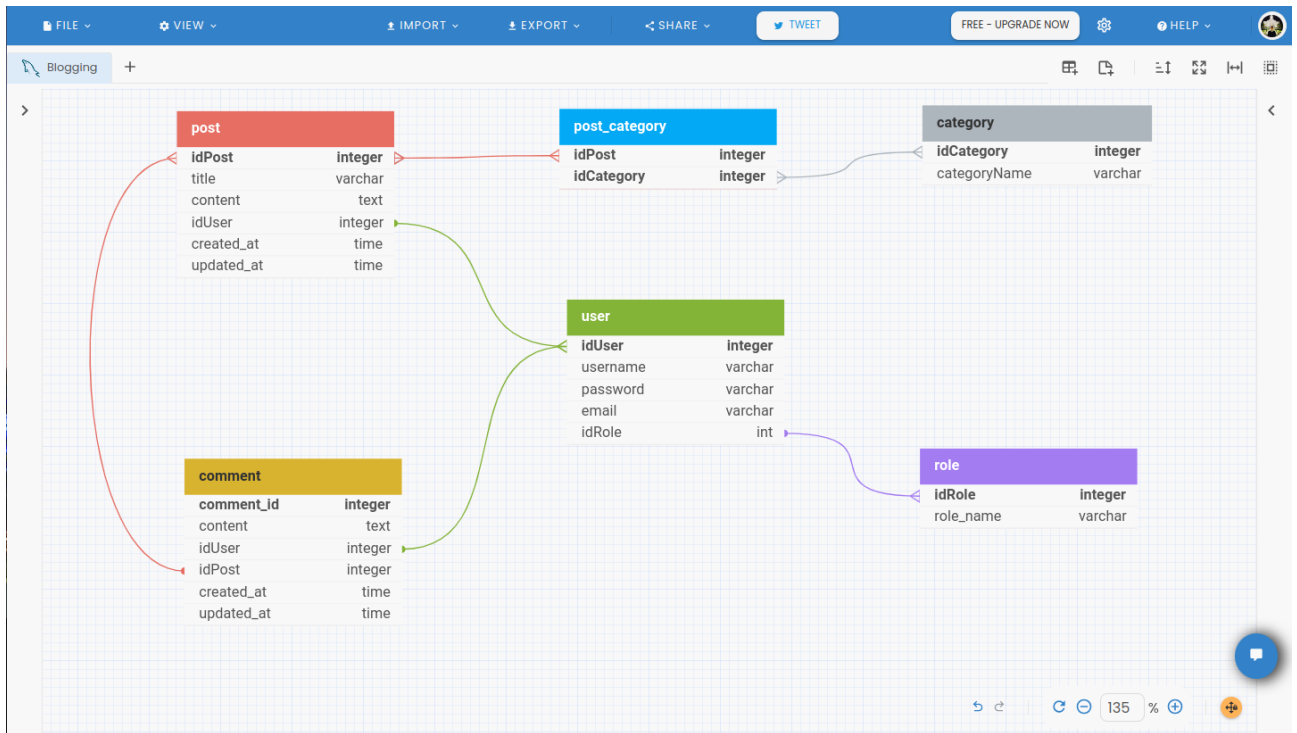 FILE VIEW IMPORT EXPORT SHARE TWEET FREE - UPGRADE NOW HELP
Blogging +
post
idPost integer
title varchar
content text
idUser integer
created_at time
updated_at time
post_category
idPost integer
idCategory integer
category
idCategory integer
categoryName varchar
user
idUser integer
username varchar
password varchar
email varchar
idRole int
comment
comment_id integer
content text
idUser integer
idPost integer
created_at time
updated_at time
role
idRole integer
role_name varchar
135 %